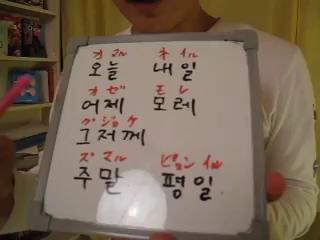 オヌル ネイル
오늘 내일
オゼ モレ
어제 모레
グジョケ
그저께
ズマル ピョンイル
주말 평일